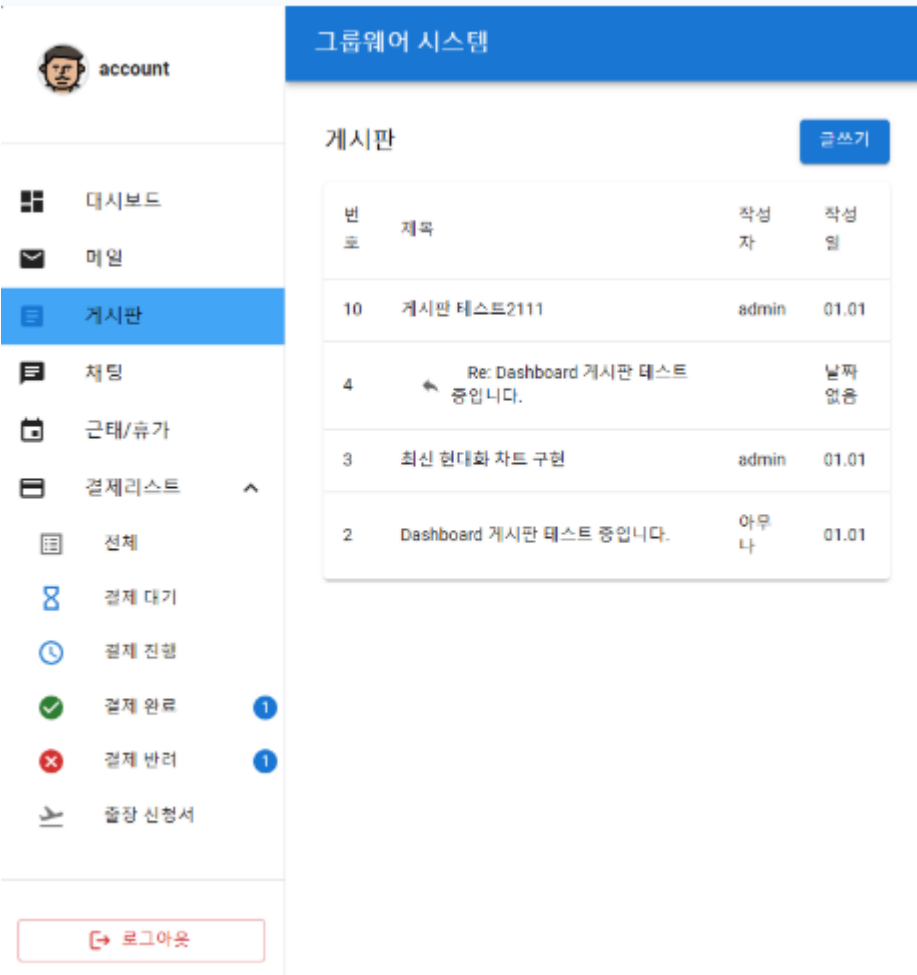 account
대시보드
메일
게시판
채팅
근태/휴가
결제리스트
전체
결제 대기
결제 진행
결제 완료 1
결제 반려 1
출장 신청서
로그아웃
그룹웨어 시스템
게시판
글쓰기
번호 제목 작성자 작성일
10 게시판 테스트2111 admin 01.01
4 Re: Dashboard 게시판 테스트 날짜
중입니다. 없음
3 최신 현대화 차트 구현 admin 01.01
2 Dashboard 게시판 테스트 중입니다. 아무나 01.01